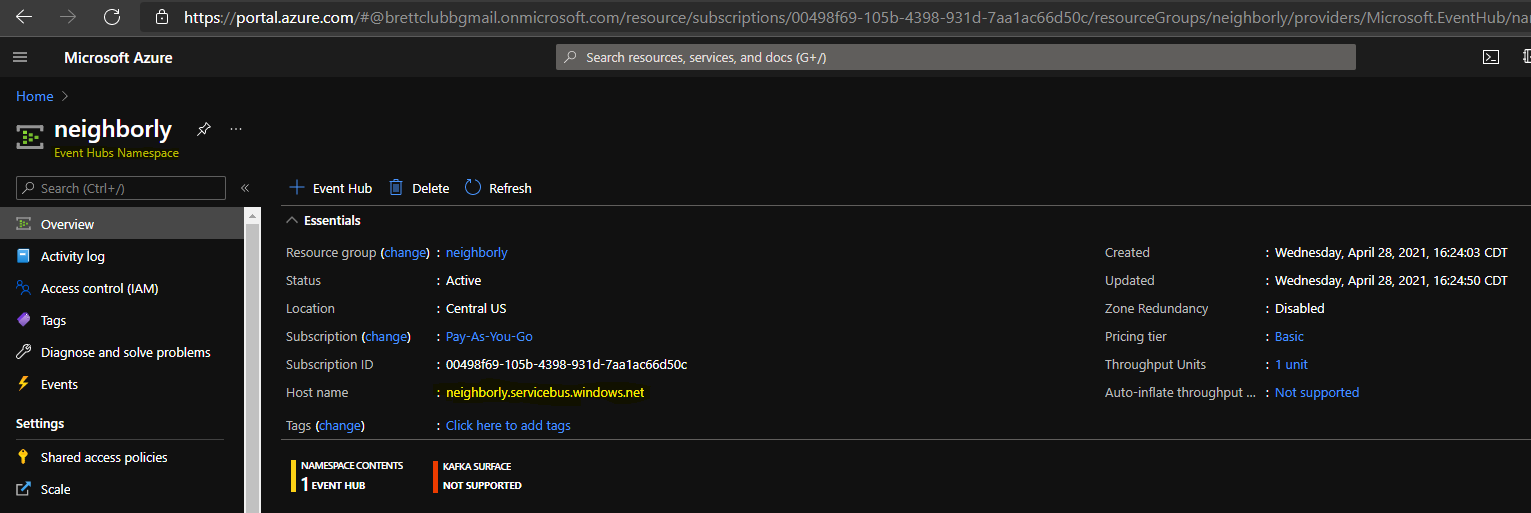 https://portal.azure.com/#@brettclubbgmail.onmicrosoft.com/resource/subscriptions/00498f69-105b-4398-931d-7aa1ac66d50c/resourceGroups/neighborly/providers/Microsoft.EventHub/nar
Microsoft Azure
Search resources, services, and docs (G+/)
Home >
neighborly ...
Event Hubs Namespace
Search (Ctrl+/) «
+ Event Hub Delete Refresh
Overview
Activity log
Access control (IAM)
Tags
Diagnose and solve problems
Events
Settings
Shared access policies
Scale
Essentials
Resource group (change) : neighborly
Status : Active
Location : Central US
Subscription (change) : Pay-As-You-Go
Subscription ID : 00498f69-105b-4398-931d-7aa1ac66d50c
Host name : neighborly.servicebus.windows.net
Tags (change) : Click here to add tags
Created : Wednesday, April 28, 2021, 16:24:03 CDT
Updated : Wednesday, April 28, 2021, 16:24:50 CDT
Zone Redundancy : Disabled
Pricing tier : Basic
Throughput Units : 1 unit
Auto-inflate throughput ... : Not supported
NAMESPACE CONTENTS
1 EVENT HUB
KAFKA SURFACE
NOT SUPPORTED